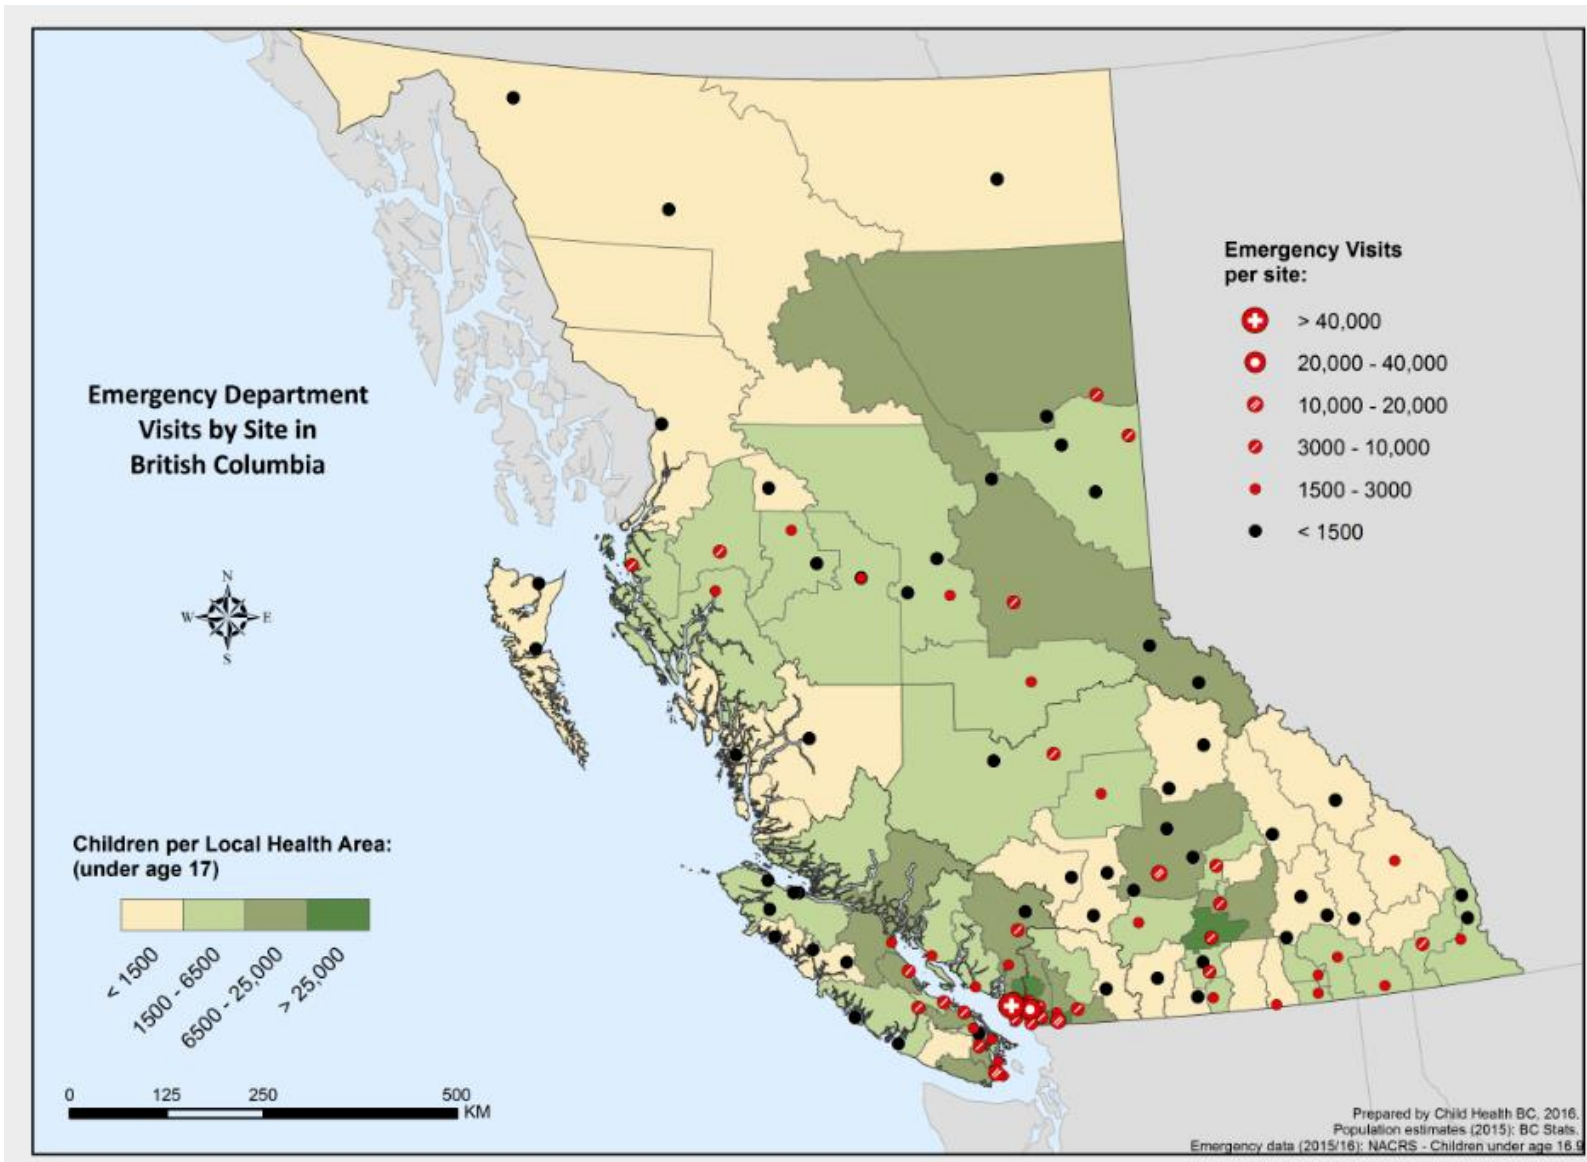 Emergency Department
Visits by Site in
British Columbia
N
W
E
S
Emergency Visits
per site:
> 40,000
20,000 - 40,000
10,000 - 20,000
3000 - 10,000
1500 - 3000
< 1500
Children per Local Health Area:
(under age 17)
< 1500
1500 - 6500
6500 - 25,000
> 25,000
0 125 250 500
KM
Prepared by Child Health BC, 2016.
Population estimates (2015): BC Stats.
Emergency data (2015/16): NACRS - Children under age 16.9